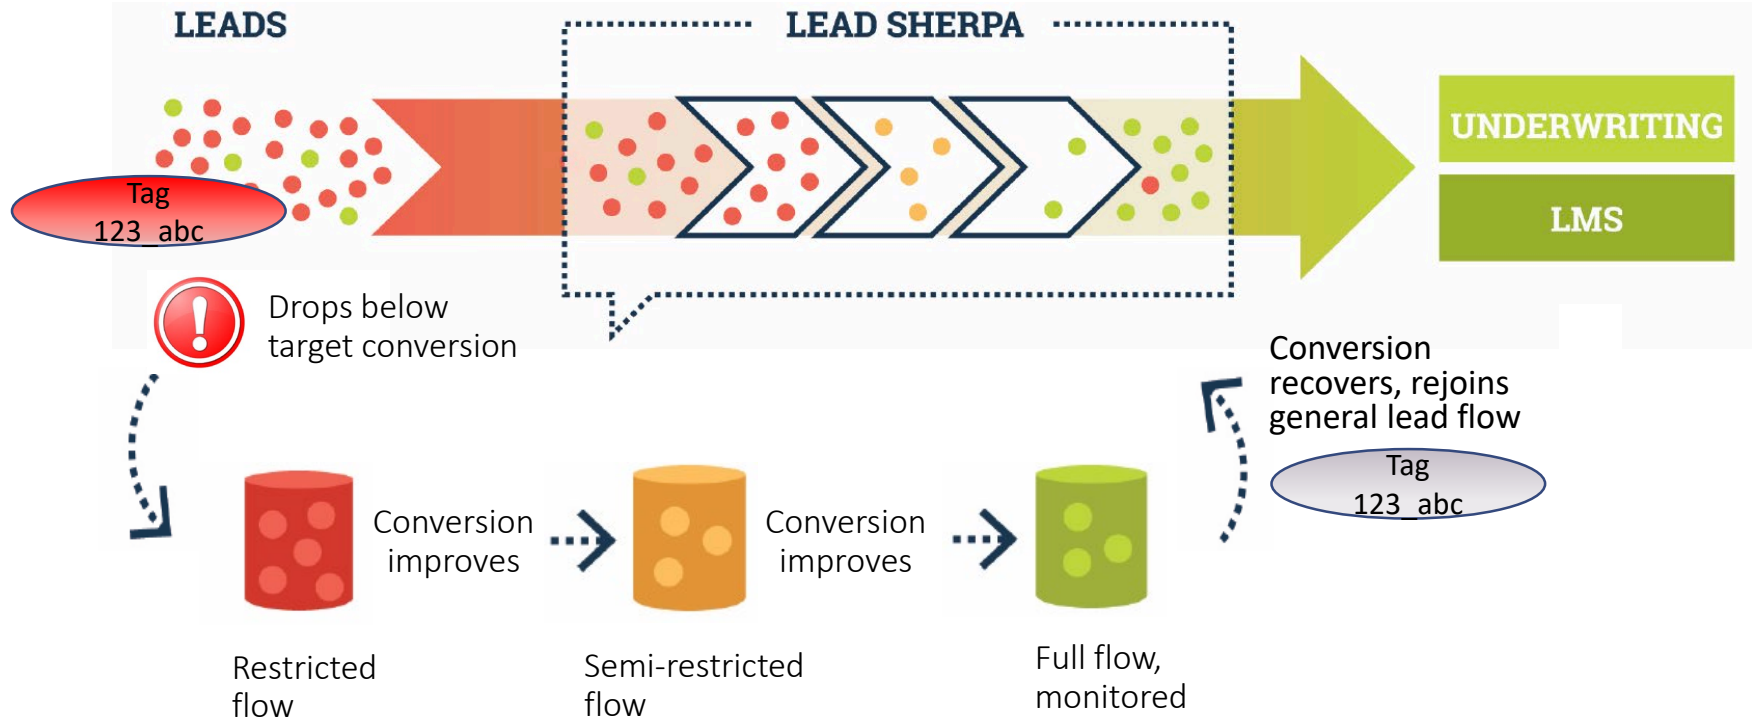 LEADS
LEAD SHERPA
UNDERWRITING
LMS
Tag
123_abc
Drops below
target conversion
Conversion
recovers, rejoins
general lead flow
Tag
123_abc
Conversion
improves
Conversion
improves
Restricted
flow
Semi-restricted
flow
Full flow,
monitored